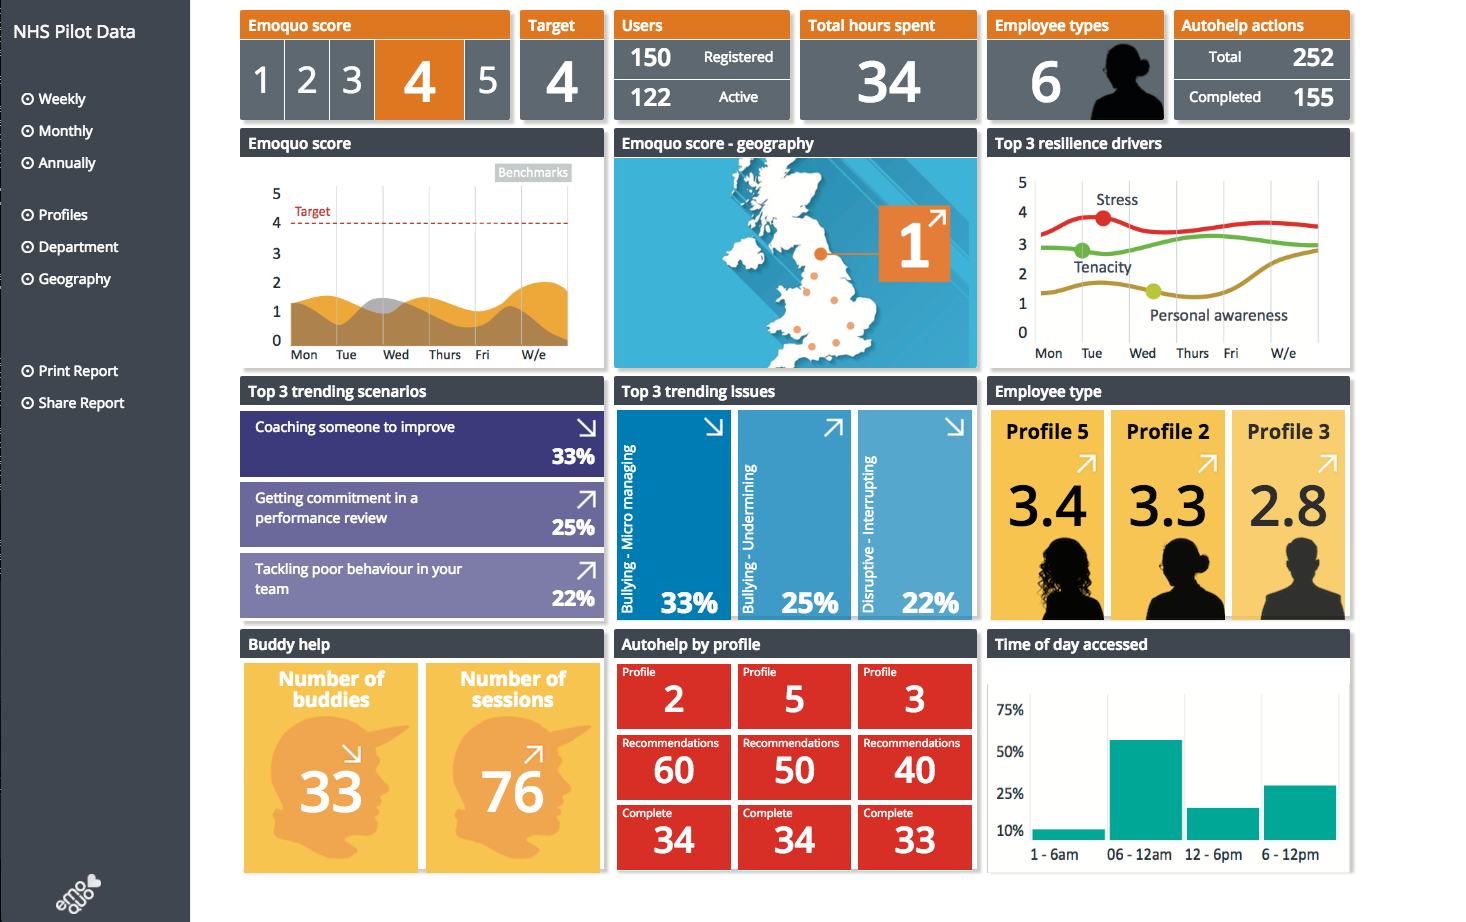 NHS Pilot Data
Weekly
Monthly
Annually
Profiles
Department
Geography
Print Report
Share Report
emoquo
Emoquo score
1 2 3 4 5
Target
4
Users
150 Registered
122 Active
Total hours spent
34
Employee types
6
Autohelp actions
Total 252
Completed 155
Emoquo score
Benchmarks
5
Target
4
3
2
1
0
Mon Tue Wed Thurs Fri W/e
Emoquo score - geography
1
Top 3 resilience drivers
5
Stress
4
3
Tenacity
2
1
Personal awareness
0
Mon Tue Wed Thurs Fri W/e
Top 3 trending scenarios
Coaching someone to improve
33%
Getting commitment in a
performance review
25%
Tackling poor behaviour in your
team
22%
Top 3 trending issues
Bullying - Micro managing
33%
Bullying - Undermining
25%
Disruptive - Interrupting
22%
Employee type
Profile 5
3.4
Profile 2
3.3
Profile 3
2.8
Buddy help
Number of
buddies
33
Number of
sessions
76
Autohelp by profile
Profile Profile Profile
2 5 3
Recommendations Recommendations Recommendations
60 50 40
Complete Complete Complete
34 34 33
Time of day accessed
75%
50%
25%
10%
1 - 6am 06 - 12am 12 - 6pm 6 - 12pm